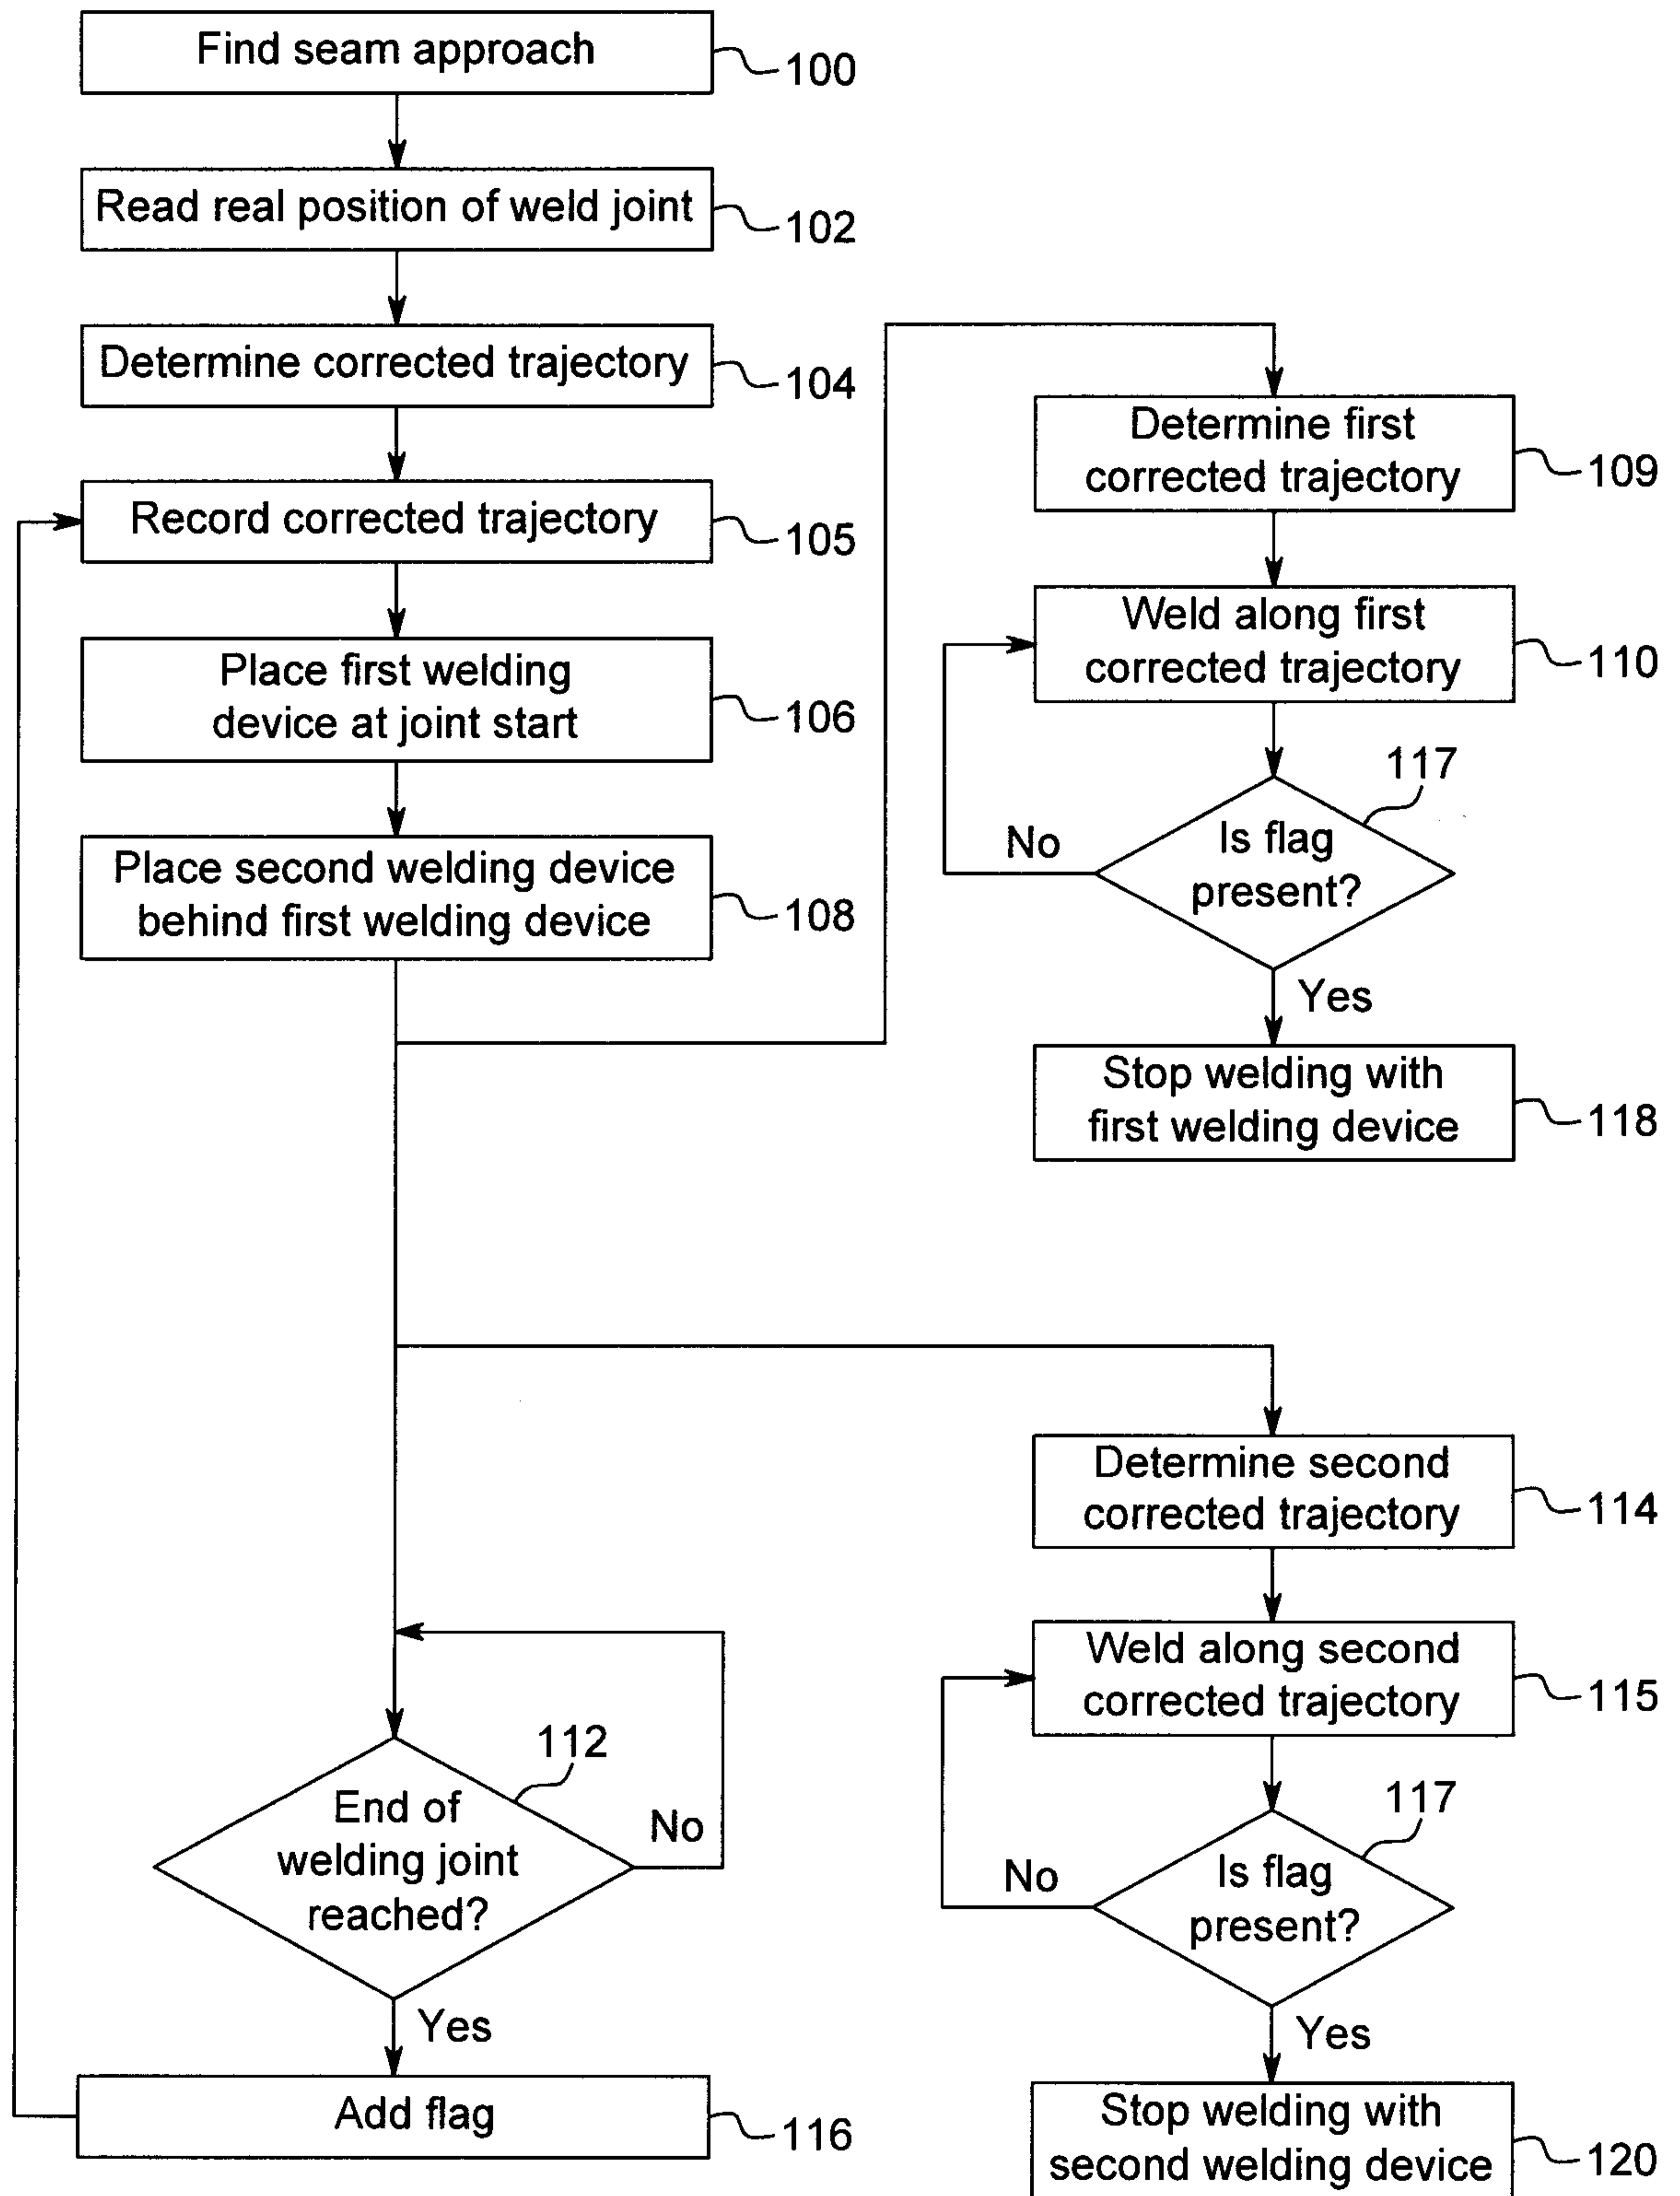 Find seam approach
100
Read real position of weld joint
102
Determine corrected trajectory
104
Record corrected trajectory
105
Place first welding
device at joint start
106
Place second welding device
behind first welding device
108
Determine first
corrected trajectory
109
Weld along first
corrected trajectory
110
117
Is flag
present?
No
Yes
Stop welding with
first welding device
118
Determine second
corrected trajectory
114
Weld along second
corrected trajectory
115
117
Is flag
present?
No
Yes
Stop welding with
second welding device
120
112
End of
welding joint
reached?
No
Yes
Add flag
116